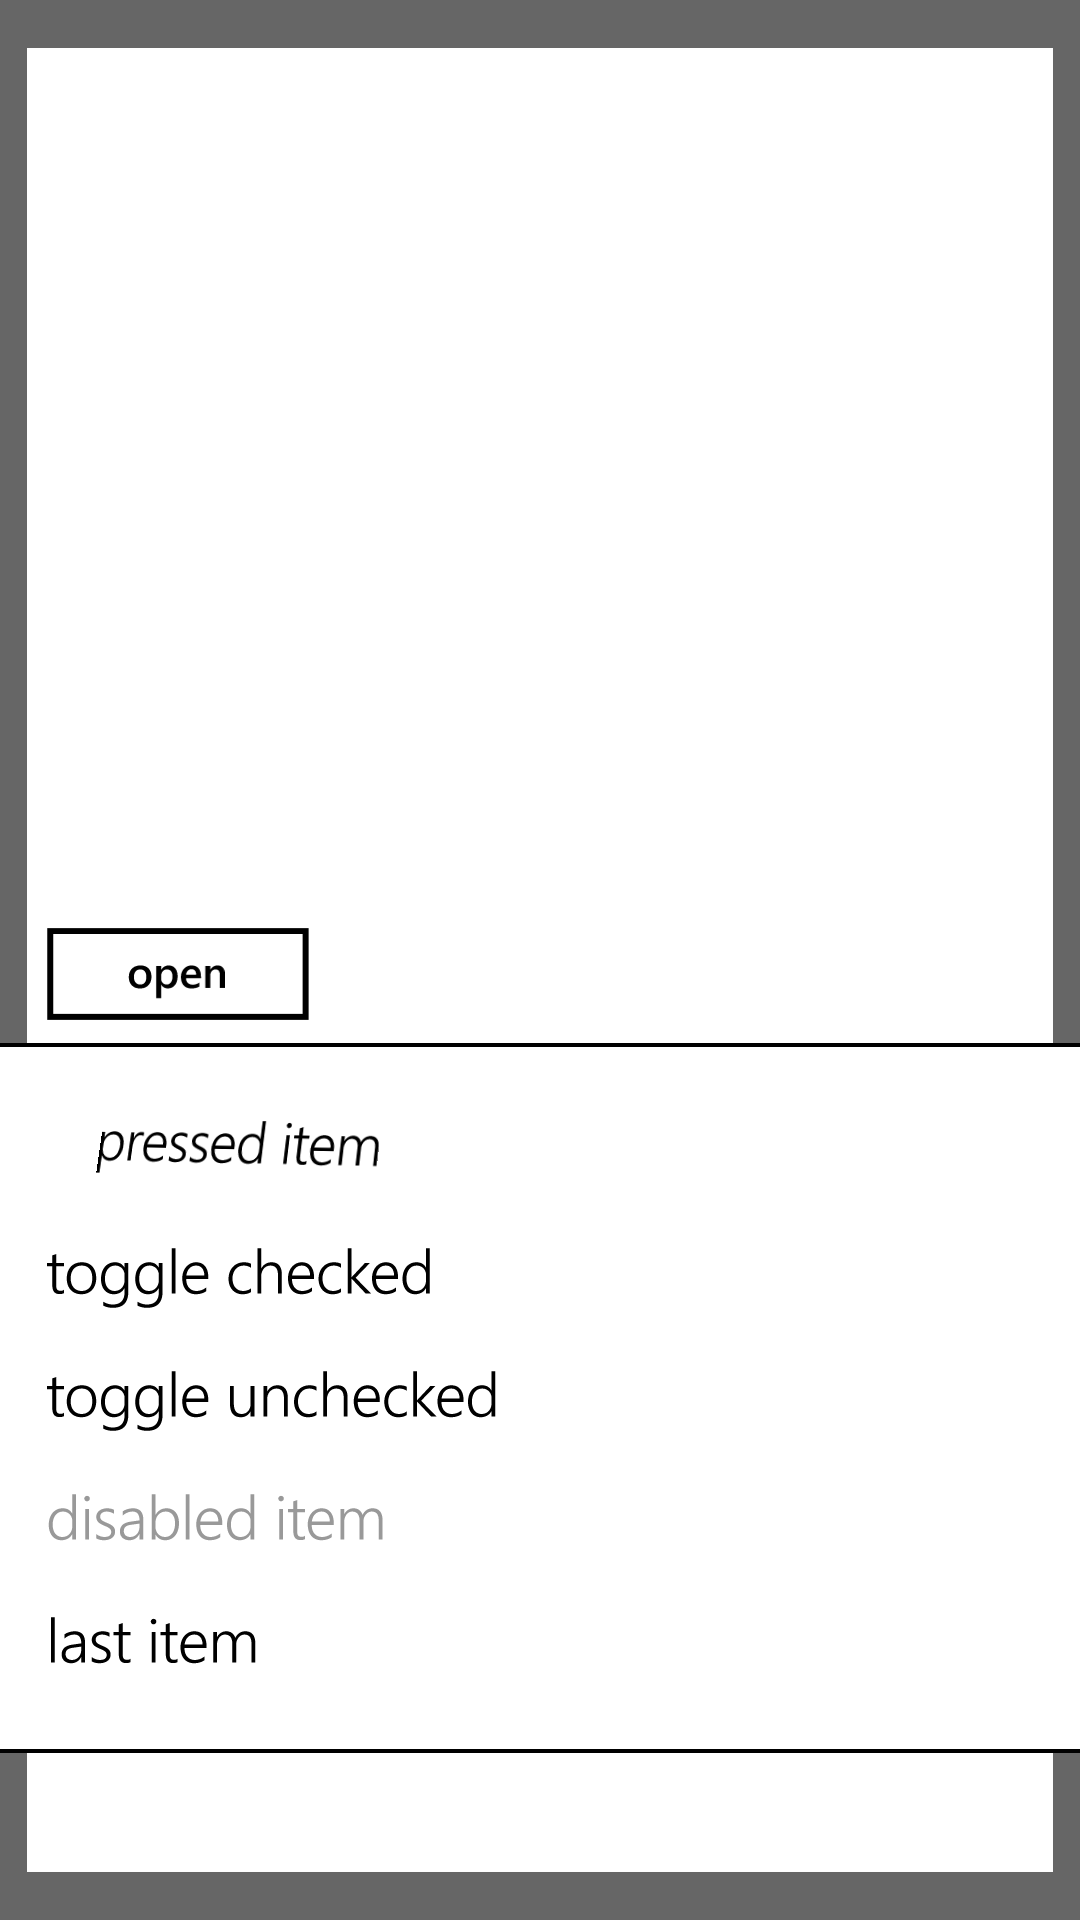 open
pressed item
toggle checked
toggle unchecked
disabled item
last item